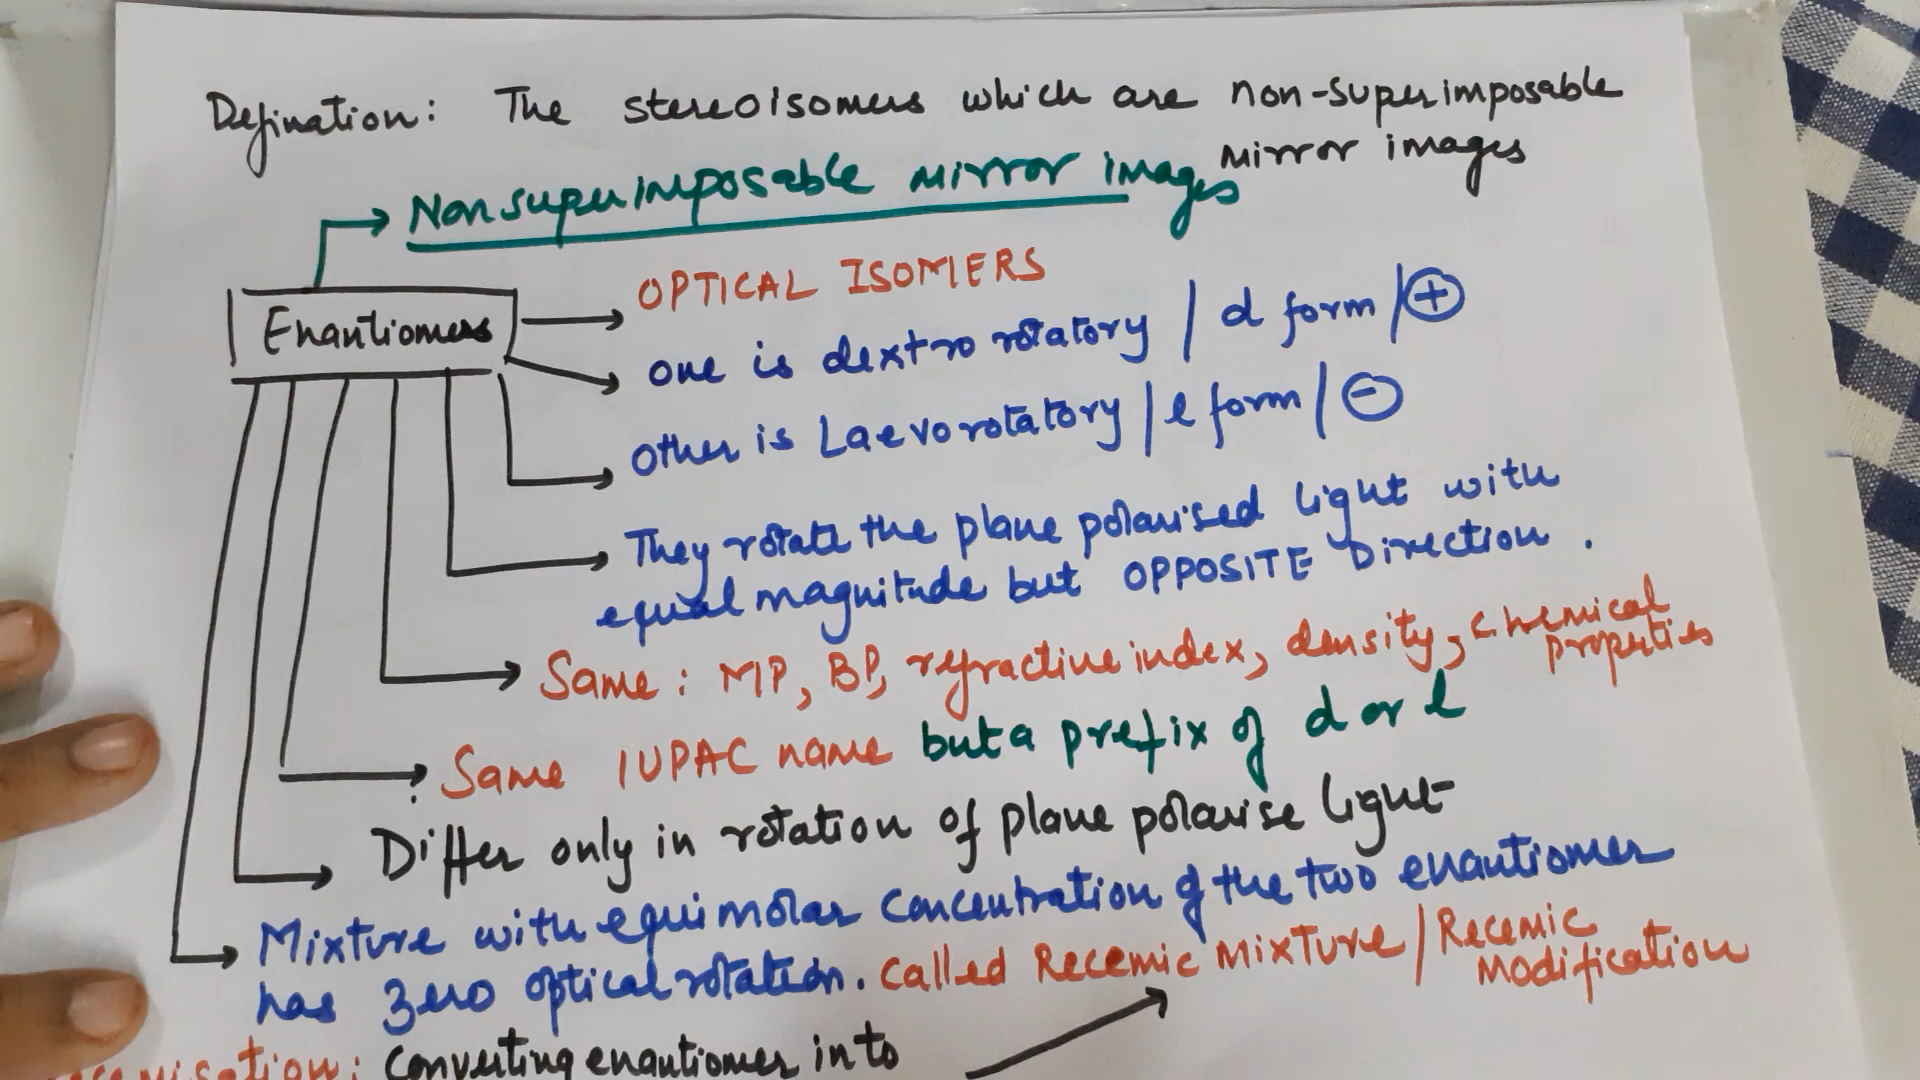 Defination: The stereoisomers which are non-superimposable
mirror images
Nonsuperimposable mirror images
Enantiomers
OPTICAL ISOMERS
one is dextro rotatory / d form / +
other is Laevorotatory / l form / -
They rotate the plane polarised light with
equal magnitude but OPPOSITE Direction.
Same: MP, BP, refractive index, density, chemical
properties
Same IUPAC name but a prefix of d or l
Differ only in rotation of plane polarise light
Mixture with equimolar concentration of the two enantiomer
has zero optical rotation. called Recemic Mixture / Recemic
Modification
converting enantiomer into